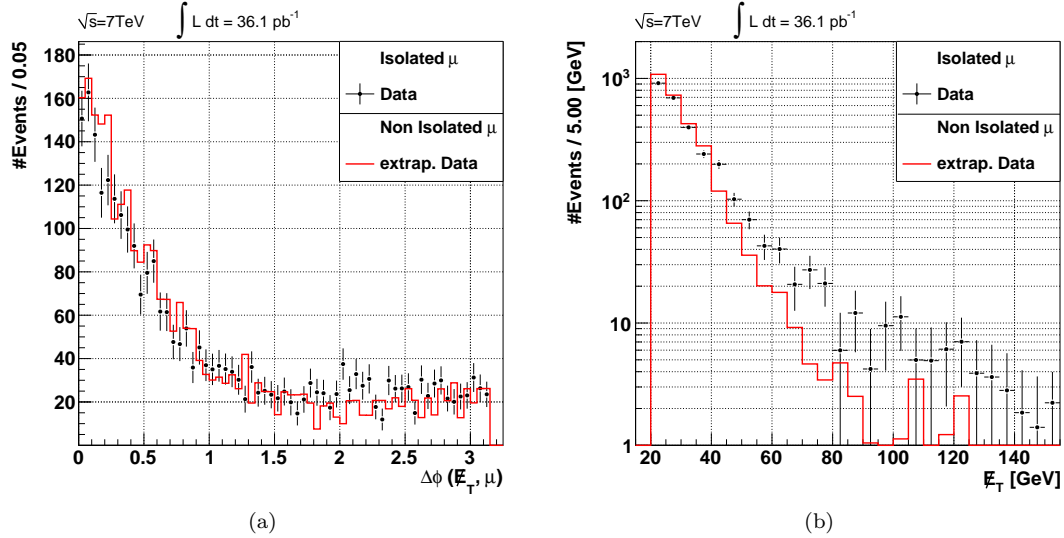 √s=7TeV ∫ L dt = 36.1 pb⁻¹
#Events / 0.05
180
160
140
120
100
80
60
40
20
Isolated μ
Data
Non Isolated μ
extrap. Data
0 0.5 1 1.5 2 2.5 3
Δϕ (E̸_T, μ)
(a)
√s=7TeV ∫ L dt = 36.1 pb⁻¹
#Events / 5.00 [GeV]
10³
10²
10
1
Isolated μ
Data
Non Isolated μ
extrap. Data
20 40 60 80 100 120 140
E̸_T [GeV]
(b)